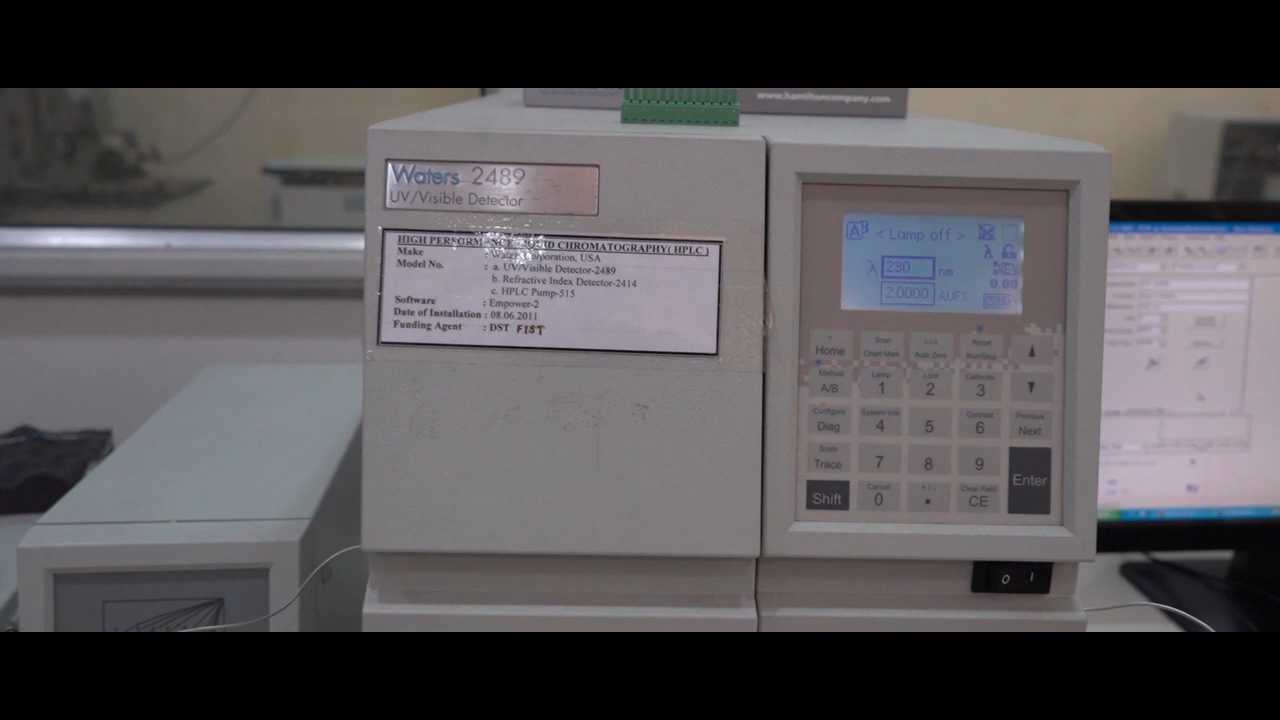 www.hamiltoncompany.com
Waters 2489
UV/Visible Detector
HIGH PERFORMANCE LIQUID CHROMATOGRAPHY( HPLC )
Make : Waters Corporation, USA
Model No. : a. UV/Visible Detector-2489
b. Refractive Index Detector-2414
c. HPLC Pump-515
Software : Empower-2
Date of Installation : 08.06.2011
Funding Agent : DST FIST
AB < Lamp off >
λ 230 nm
0.00
2.0000 AUFS
? Scan Reset
Home Chart Mark Auto Zero Run/Stop
Method Lamp Lock Calibrate
A/B 1 2 3
Configure System Info Contrast Previous
Diag 4 5 6 Next
Scale
Trace 7 8 9
Enter
Cancel +/- Clear Field
Shift 0 • CE
0 I